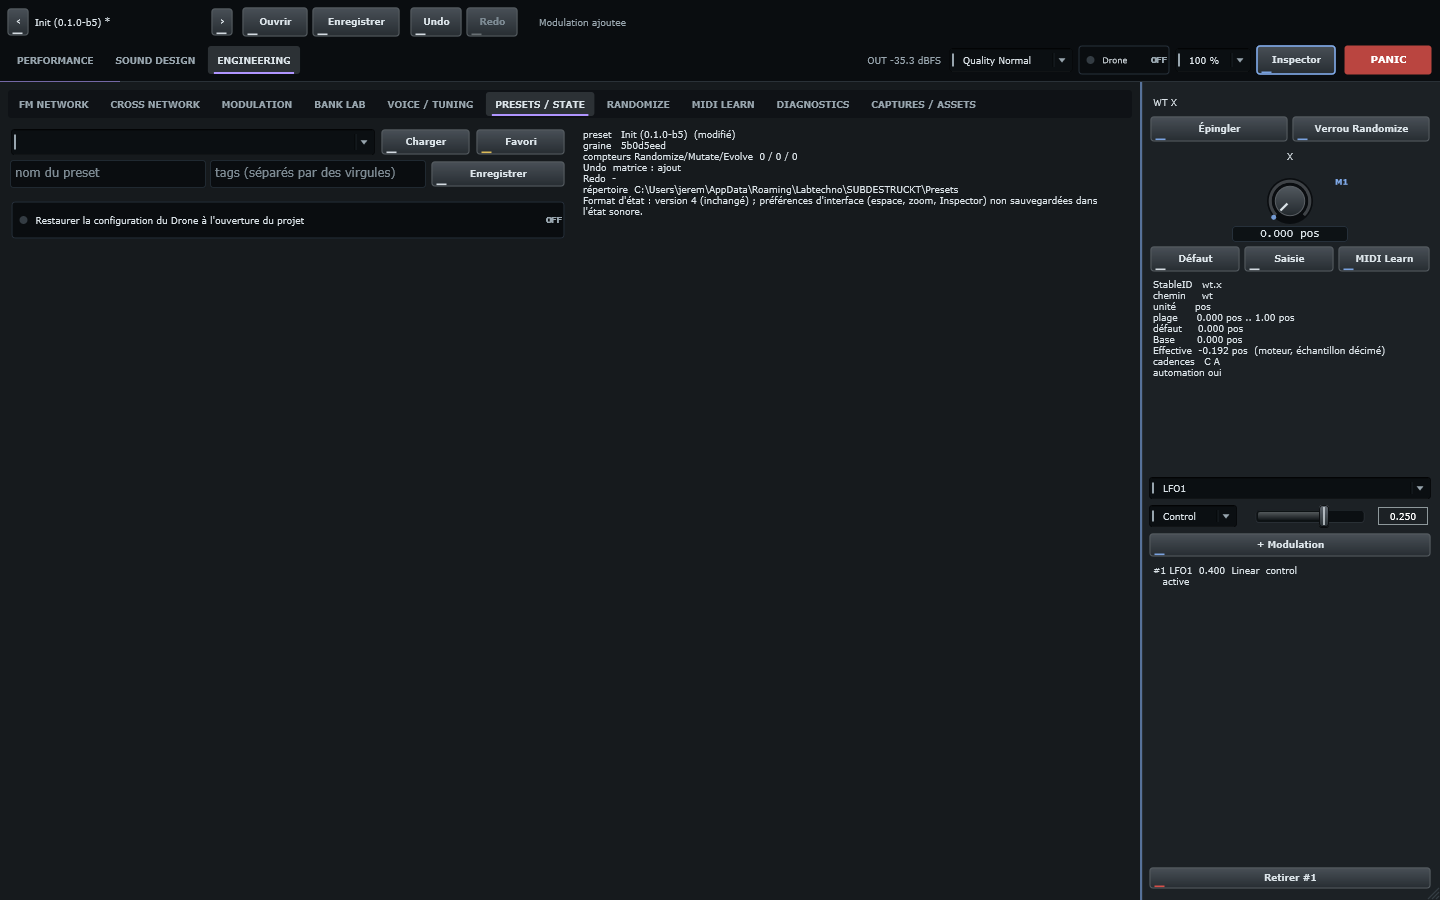 ‹ Init (0.1.0-b5) * › Ouvrir Enregistrer Undo Redo Modulation ajoutee
PERFORMANCE SOUND DESIGN ENGINEERING OUT -35.3 dBFS Quality Normal Drone OFF 100 % Inspector PANIC
FM NETWORK CROSS NETWORK MODULATION BANK LAB VOICE / TUNING PRESETS / STATE RANDOMIZE MIDI LEARN DIAGNOSTICS CAPTURES / ASSETS
Charger Favori
nom du preset tags (séparés par des virgules) Enregistrer
Restaurer la configuration du Drone à l'ouverture du projet OFF
preset Init (0.1.0-b5) (modifié)
graine 5b0d5eed
compteurs Randomize/Mutate/Evolve 0 / 0 / 0
Undo matrice : ajout
Redo -
répertoire C:\Users\jerem\AppData\Roaming\Labtechno\SUBDESTRUCKT\Presets
Format d'état : version 4 (inchangé) ; préférences d'interface (espace, zoom, Inspector) non sauvegardées dans
l'état sonore.
WT X
Épingler Verrou Randomize
X
M1
0.000 pos
Défaut Saisie MIDI Learn
StableID wt.x
chemin wt
unité pos
plage 0.000 pos .. 1.00 pos
défaut 0.000 pos
Base 0.000 pos
Effective -0.192 pos (moteur, échantillon décimé)
cadences C A
automation oui
LFO1
Control 0.250
+ Modulation
#1 LFO1 0.400 Linear control
active
Retirer #1